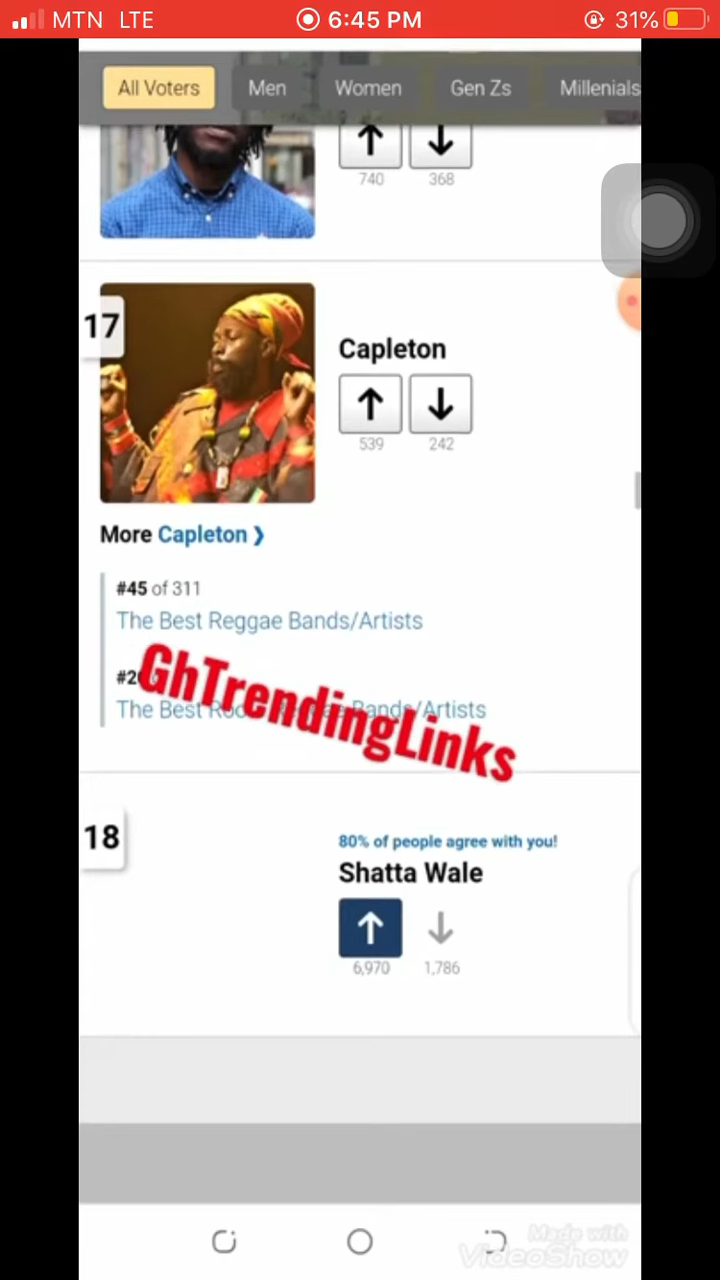 MTN LTE 6:45 PM 31%
All Voters Men Women Gen Zs Millenials
740 368
17
Capleton
539 242
More Capleton ❯
#45 of 311
The Best Reggae Bands/Artists
GhTrendingLinks
The Best Bands/Artists
18
80% of people agree with you!
Shatta Wale
6,970 1,786
Made with
VideoShow